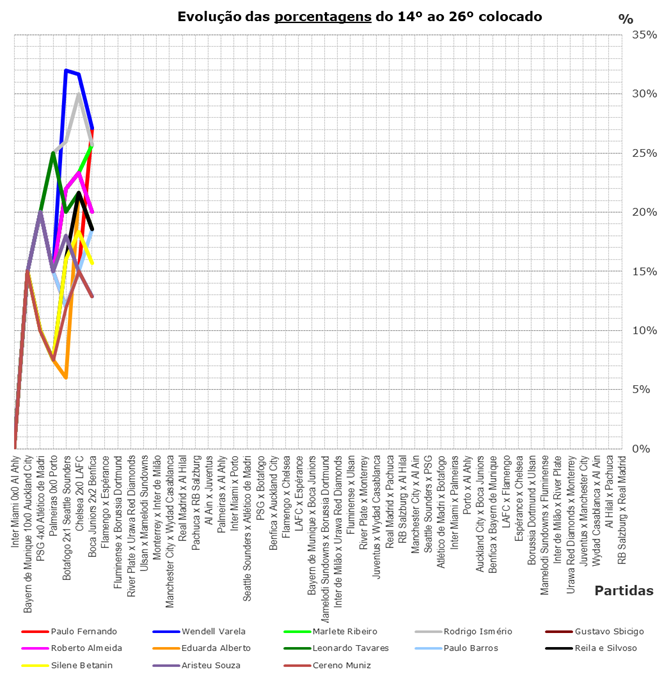 Evolução das porcentagens do 14º ao 26º colocado
%
35%
30%
25%
20%
15%
10%
5%
0%
Inter Miami 0x0 Al Ahly
Bayern de Munique 10x0 Auckland City
PSG 4x0 Atlético de Madri
Palmeiras 0x0 Porto
Botafogo 2x1 Seattle Sounders
Chelsea 2x0 LAFC
Boca Juniors 2x2 Benfica
Flamengo x Espérance
Fluminense x Borussia Dortmund
River Plate x Urawa Red Diamonds
Ulsan x Mamelodi Sundowns
Monterrey x Inter de Milão
Manchester City x Wydad Casablanca
Real Madrid x Al Hilal
Pachuca x RB Salzburg
Al Ain x Juventus
Palmeiras x Al Ahly
Inter Miami x Porto
Seattle Sounders x Atlético de Madri
PSG x Botafogo
Benfica x Auckland City
Flamengo x Chelsea
LAFC x Espérance
Bayern de Munique x Boca Juniors
Mamelodi Sundowns x Borussia Dortmund
Inter de Milão x Urawa Red Diamonds
Fluminense x Ulsan
River Plate x Monterrey
Juventus x Wydad Casablanca
Real Madrid x Pachuca
RB Salzburg x Al Hilal
Manchester City x Al Ain
Seattle Sounders x PSG
Atlético de Madri x Botafogo
Inter Miami x Palmeiras
Porto x Al Ahly
Auckland City x Boca Juniors
Benfica x Bayern de Munique
LAFC x Flamengo
Espérance x Chelsea
Borussia Dortmund x Ulsan
Mamelodi Sundowns x Fluminense
Inter de Milão x River Plate
Urawa Red Diamonds x Monterrey
Juventus x Manchester City
Wydad Casablanca x Al Ain
Al Hilal x Pachuca
RB Salzburg x Real Madrid
Partidas
Paulo Fernando
Wendell Varela
Marlete Ribeiro
Rodrigo Ismério
Gustavo Sbicigo
Roberto Almeida
Eduarda Alberto
Leonardo Tavares
Paulo Barros
Reila e Silvoso
Silene Betanin
Aristeu Souza
Cereno Muniz